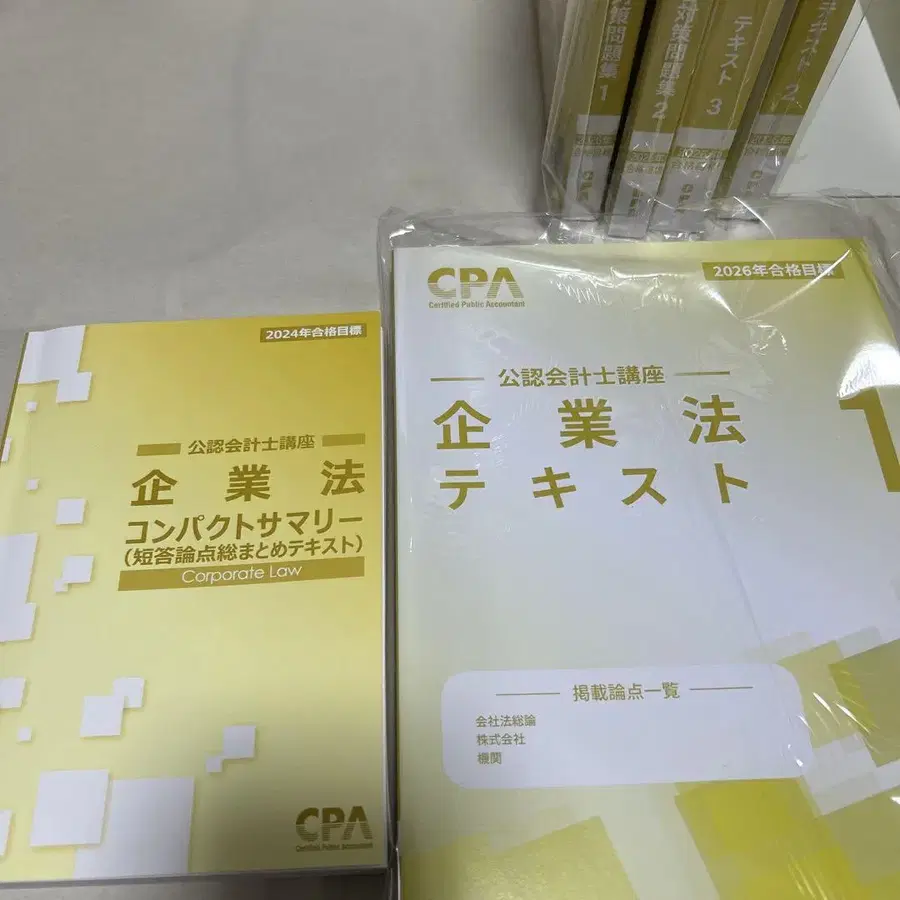 策問題集 1
対策問題集 2
テキスト 3
テキスト 2
CPA
Certified Public Accountant
2026年合格目標
公認会計士講座
企業法
テキスト
1
掲載論点一覧
会社法総論
株式会社
機関
2024年合格目標
公認会計士講座
企業法
コンパクトサマリー
(短答論点総まとめテキスト)
Corporate Law
CPA
Certified Public Accountant